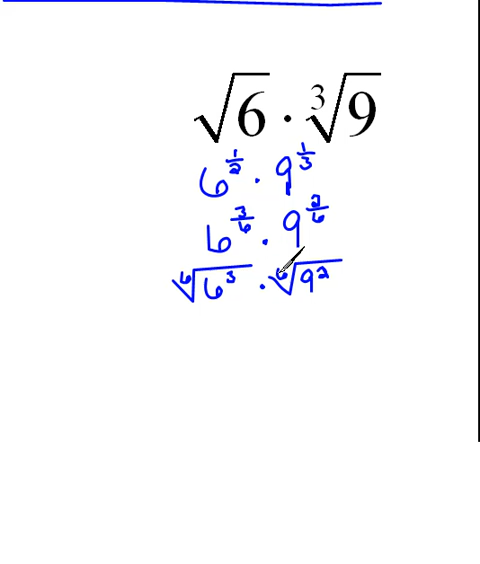 √6 · ∛9
6^{1/2} · 9^{1/3}
6^{3/6} · 9^{2/6}
⁶√6³ · ⁶√9²